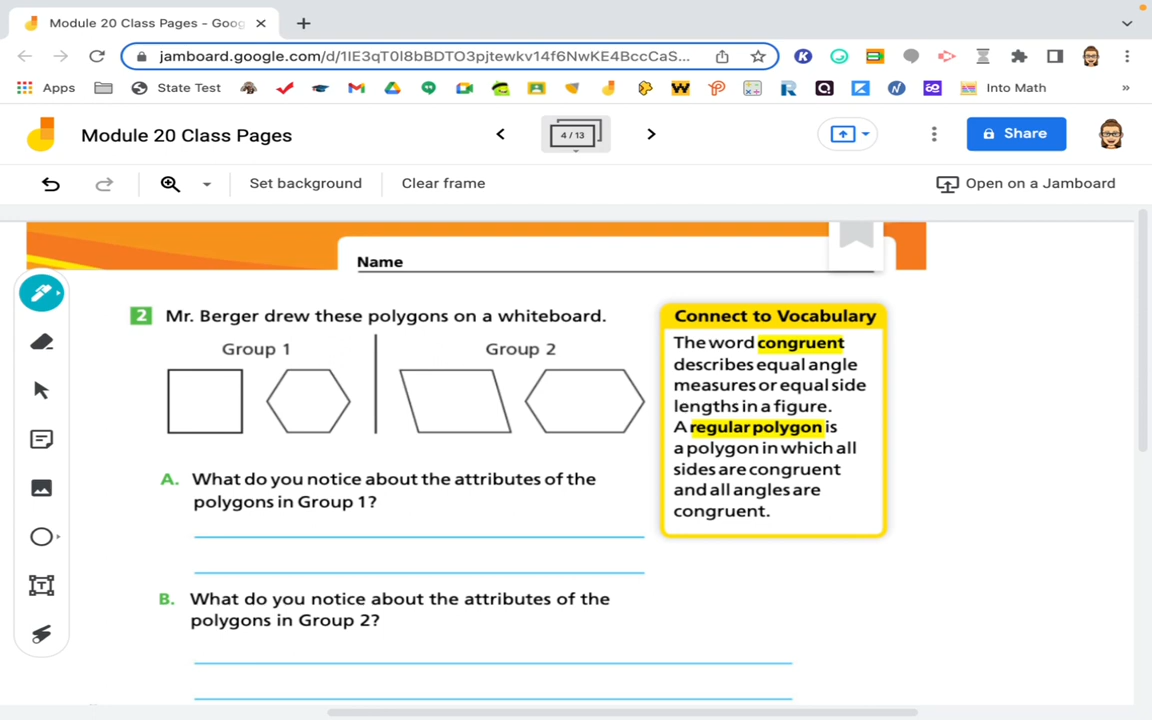 Module 20 Class Pages - Goog
jamboard.google.com/d/1IE3qT0l8bBDTO3pjtewkv14f6NwKE4BccCaS...
Apps
State Test
Into Math
Module 20 Class Pages
4 / 13
Share
Set background
Clear frame
Open on a Jamboard
Name
2 Mr. Berger drew these polygons on a whiteboard.
Group 1
Group 2
A. What do you notice about the attributes of the
polygons in Group 1?
B. What do you notice about the attributes of the
polygons in Group 2?
Connect to Vocabulary
The word congruent
describes equal angle
measures or equal side
lengths in a figure.
A regular polygon is
a polygon in which all
sides are congruent
and all angles are
congruent.